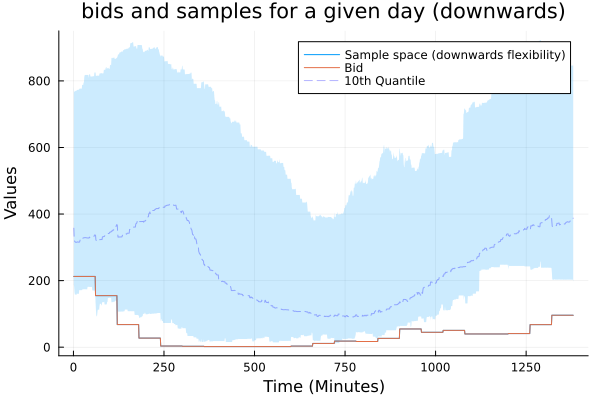 bids and samples for a given day (downwards)
Sample space (downwards flexibility)
Bid
10th Quantile
Values
800
600
400
200
0
0
250
500
750
1000
1250
Time (Minutes)